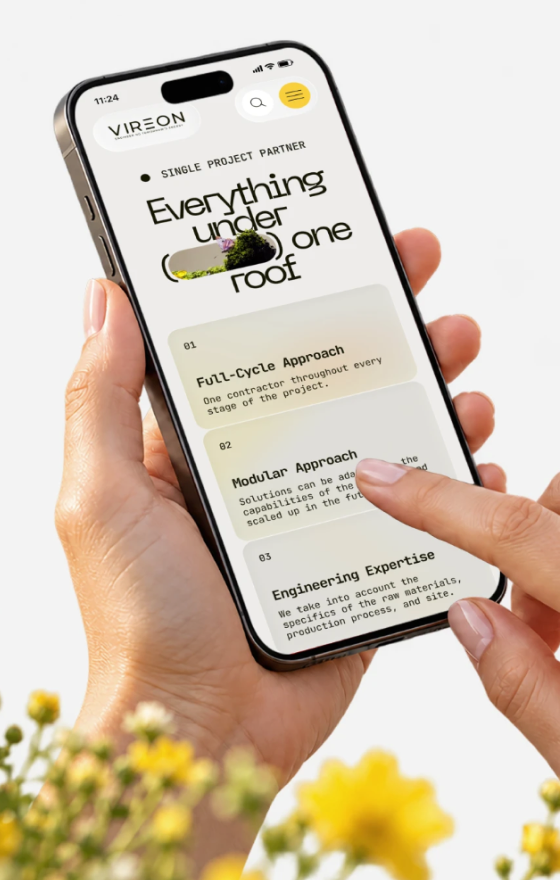 11:24
VIREON
SINGLE PROJECT PARTNER
Everything
under
( ) one
roof
01
Full-Cycle Approach
One contractor throughout every
stage of the project.
02
Modular Approach
Solutions can be the
capabilities of the
scaled up in the
03
Engineering Expertise
We take into account the
specifics of the raw materials,
production process, and site.